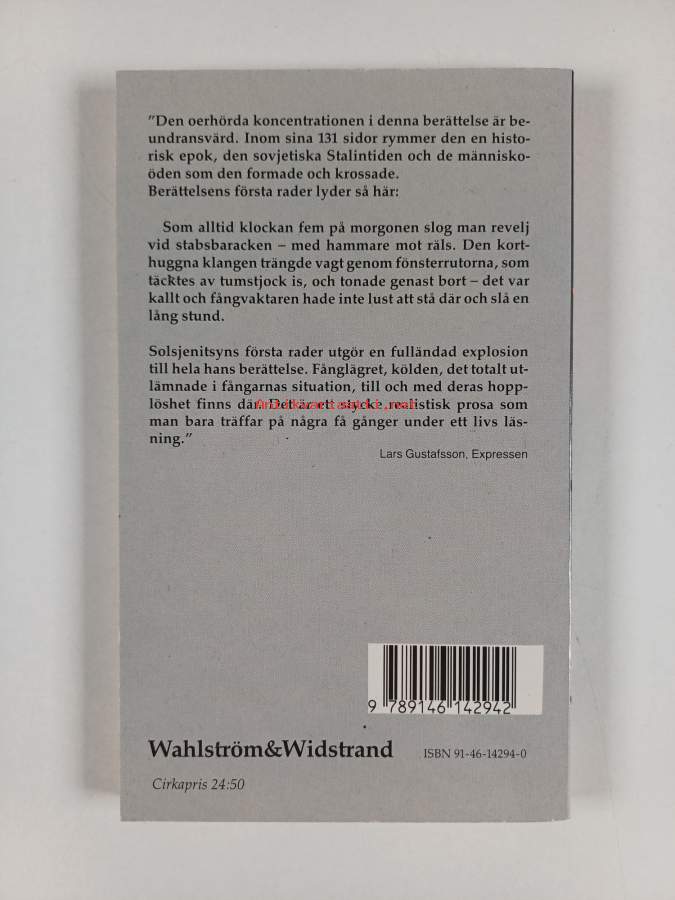 ”Den oerhörda koncentrationen i denna berättelse är be-
undransvärd. Inom sina 131 sidor rymmer den en histo-
risk epok, den sovjetiska Stalintiden och de människo-
öden som den formade och krossade.
Berättelsens första rader lyder så här:
Som alltid klockan fem på morgonen slog man revelj
vid stabsbaracken – med hammare mot räls. Den kort-
huggna klangen trängde vagt genom fönsterrutorna, som
täcktes av tumstjock is, och tonade genast bort – det var
kallt och fångvaktaren hade inte lust att stå där och slå en
lång stund.
Solsjenitsyns första rader utgör en fulländad explosion
till hela hans berättelse. Fånglägret, kölden, det totalt ut-
lämnade i fångarnas situation, till och med deras hopp-
löshet finns där. Det är ett stycke realistisk prosa som
man bara träffar på några få gånger under ett livs läs-
ning.”
Lars Gustafsson, Expressen
9 789146 142942
Wahlström&Widstrand
ISBN 91-46-14294-0
Cirkapris 24:50